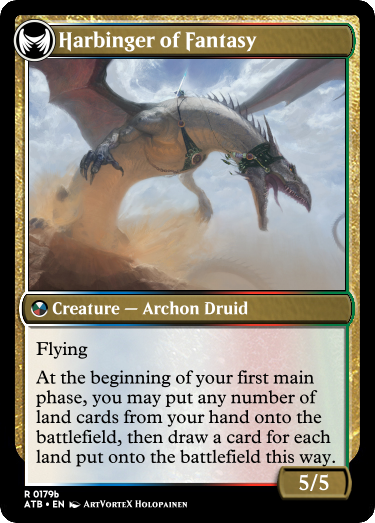 Harbinger of Fantasy
Creature — Archon Druid
Flying
At the beginning of your first main
phase, you may put any number of
land cards from your hand onto the
battlefield, then draw a card for each
land put onto the battlefield this way.
5/5
R 0179b
ATB • EN ArtVorteX Holopainen